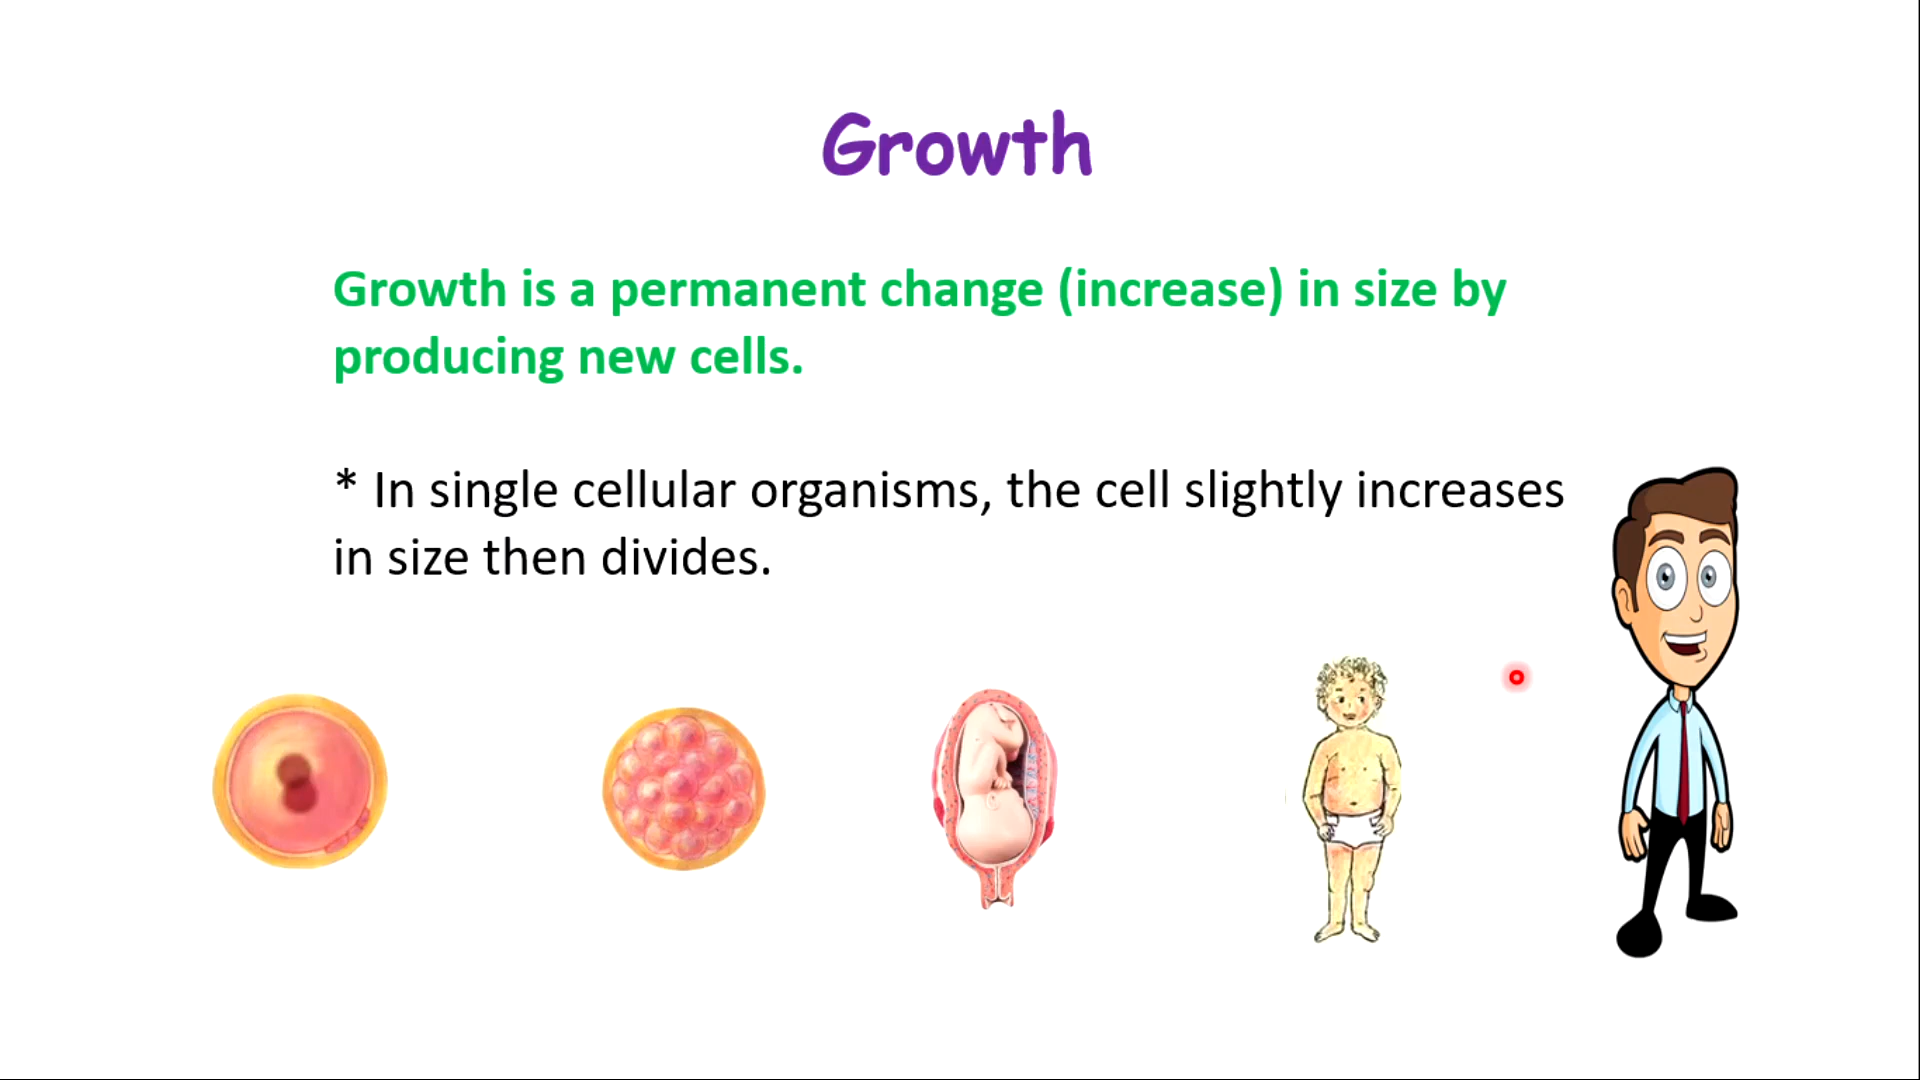 Growth
Growth is a permanent change (increase) in size by
producing new cells.
* In single cellular organisms, the cell slightly increases
in size then divides.